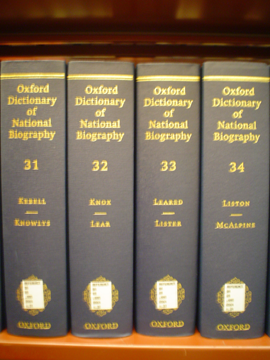 Oxford
Dictionary
of
National
Biography
31
KEBELL
KNOWLYS
OXFORD
Oxford
Dictionary
of
National
Biography
32
KNOX
LEAR
OXFORD
Oxford
Dictionary
of
National
Biography
33
LEARED
LISTER
OXFORD
Oxford
Dictionary
of
National
Biography
34
LISTON
MCALPINE
OXFORD